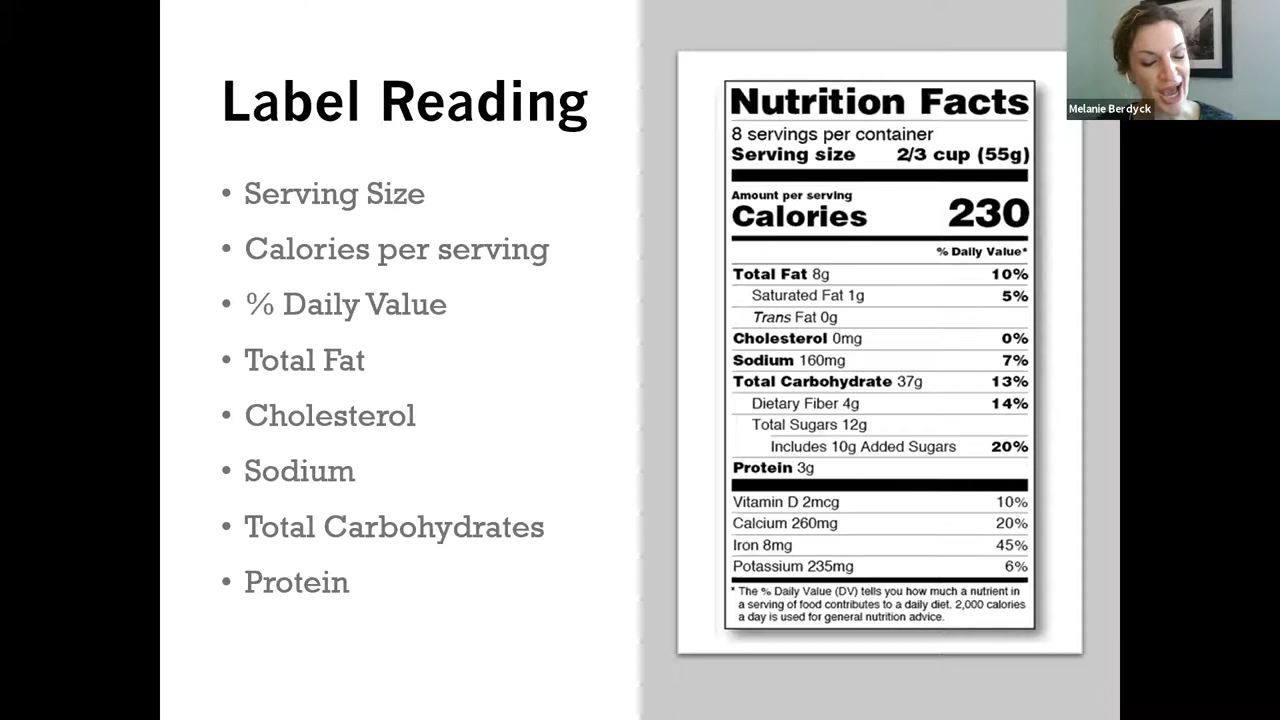 Label Reading
• Serving Size
• Calories per serving
• % Daily Value
• Total Fat
• Cholesterol
• Sodium
• Total Carbohydrates
• Protein
Nutrition Facts
8 servings per container
Serving size 2/3 cup (55g)
Amount per serving
Calories 230
% Daily Value*
Total Fat 8g 10%
Saturated Fat 1g 5%
Trans Fat 0g
Cholesterol 0mg 0%
Sodium 160mg 7%
Total Carbohydrate 37g 13%
Dietary Fiber 4g 14%
Total Sugars 12g
Includes 10g Added Sugars 20%
Protein 3g
Vitamin D 2mcg 10%
Calcium 260mg 20%
Iron 8mg 45%
Potassium 235mg 6%
* The % Daily Value (DV) tells you how much a nutrient in
a serving of food contributes to a daily diet. 2,000 calories
a day is used for general nutrition advice.
Melanie Berdyck